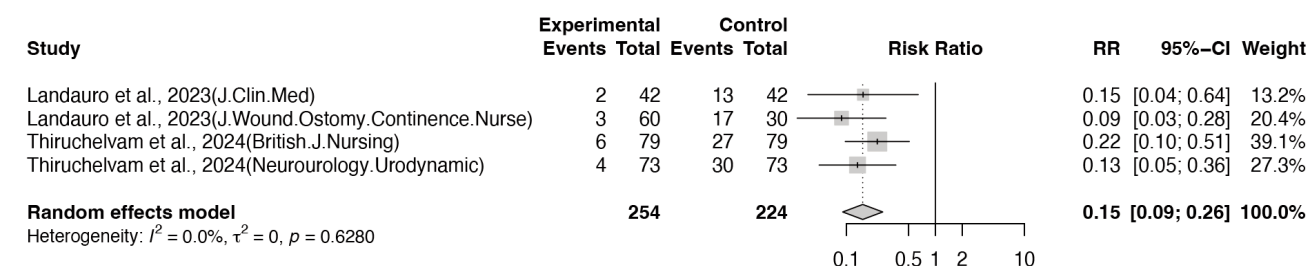 Experimental Control
Study Events Total Events Total Risk Ratio RR 95%−CI Weight
Landauro et al., 2023(J.Clin.Med) 2 42 13 42 0.15 [0.04; 0.64] 13.2%
Landauro et al., 2023(J.Wound.Ostomy.Continence.Nurse) 3 60 17 30 0.09 [0.03; 0.28] 20.4%
Thiruchelvam et al., 2024(British.J.Nursing) 6 79 27 79 0.22 [0.10; 0.51] 39.1%
Thiruchelvam et al., 2024(Neurourology.Urodynamic) 4 73 30 73 0.13 [0.05; 0.36] 27.3%
Random effects model 254 224 0.15 [0.09; 0.26] 100.0%
Heterogeneity: I² = 0.0%, τ² = 0, p = 0.6280
0.1 0.5 1 2 10